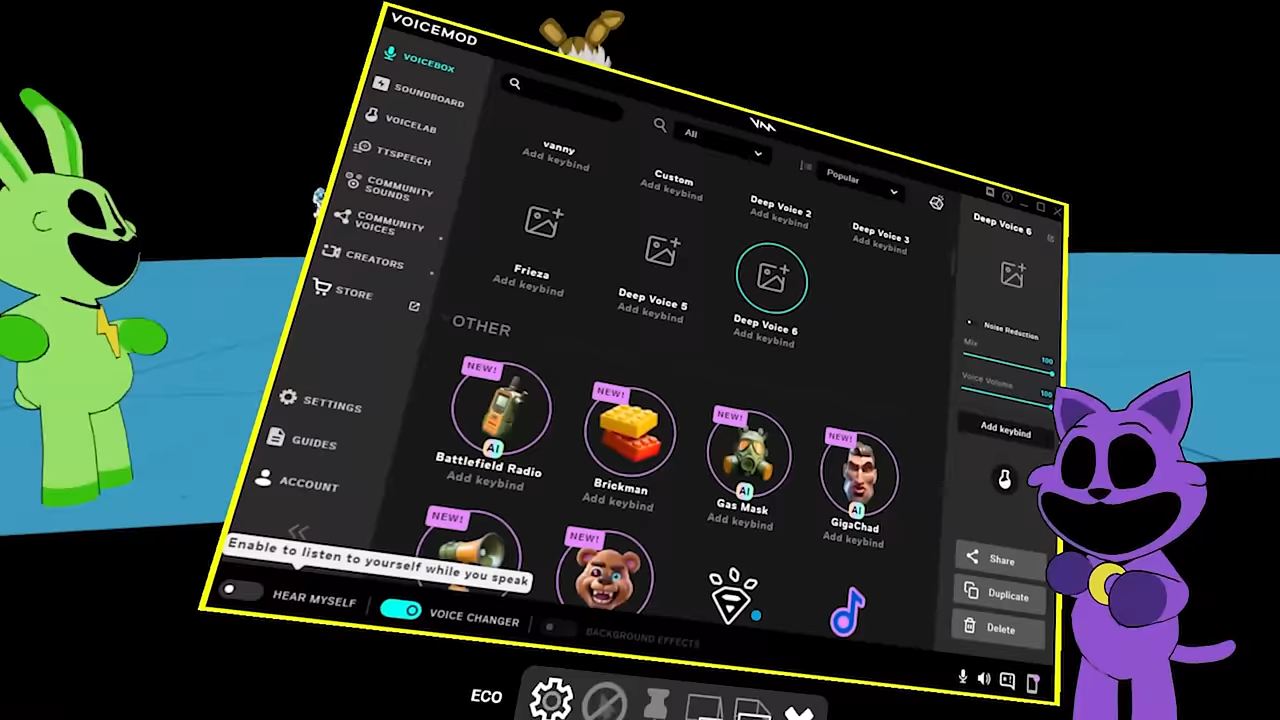 VOICEMOD
VOICEBOX
SOUNDBOARD
VOICELAB
TTSPEECH
COMMUNITY
SOUNDS
COMMUNITY
VOICES
CREATORS
STORE
SETTINGS
GUIDES
ACCOUNT
All
Popular
vanny
Add keybind
Custom
Add keybind
Deep Voice 2
Add keybind
Deep Voice 3
Add keybind
Frieza
Add keybind
Deep Voice 5
Add keybind
Deep Voice 6
Add keybind
OTHER
NEW!
AI
Battlefield Radio
Add keybind
NEW!
Brickman
Add keybind
NEW!
AI
Gas Mask
Add keybind
NEW!
AI
GigaChad
Add keybind
NEW!
NEW!
Deep Voice 6
Noise Reduction
Mix
100
Voice Volume
100
Add keybind
Share
Duplicate
Delete
Enable to listen to yourself while you speak
HEAR MYSELF
VOICE CHANGER
BACKGROUND EFFECTS
ECO